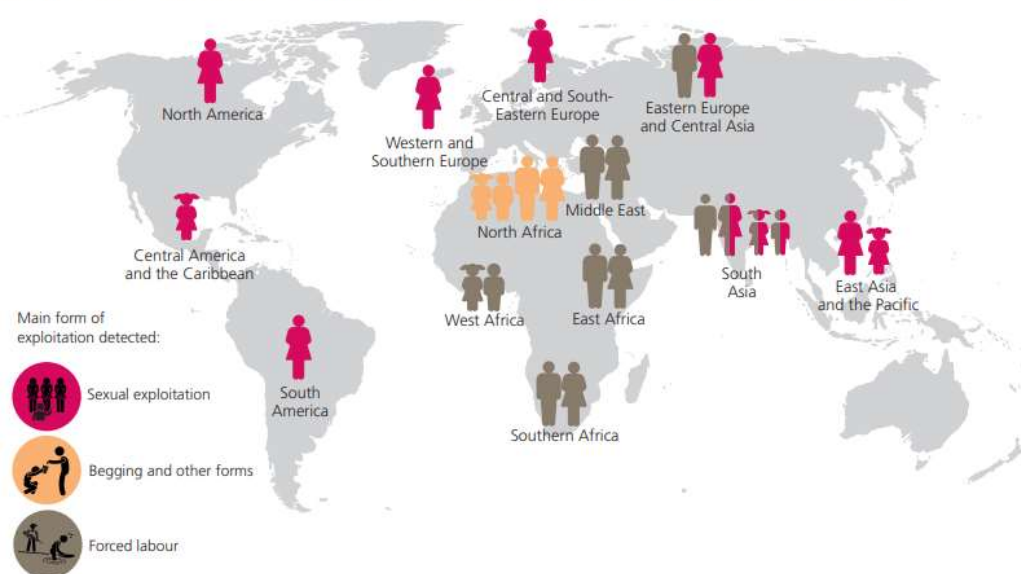 North America
Central and South-
Eastern Europe
Eastern Europe
and Central Asia
Western and
Southern Europe
Middle East
North Africa
Central America
and the Caribbean
South
Asia
East Asia
and the Pacific
West Africa
East Africa
South
America
Southern Africa
Main form of
exploitation detected:
Sexual exploitation
Begging and other forms
Forced labour